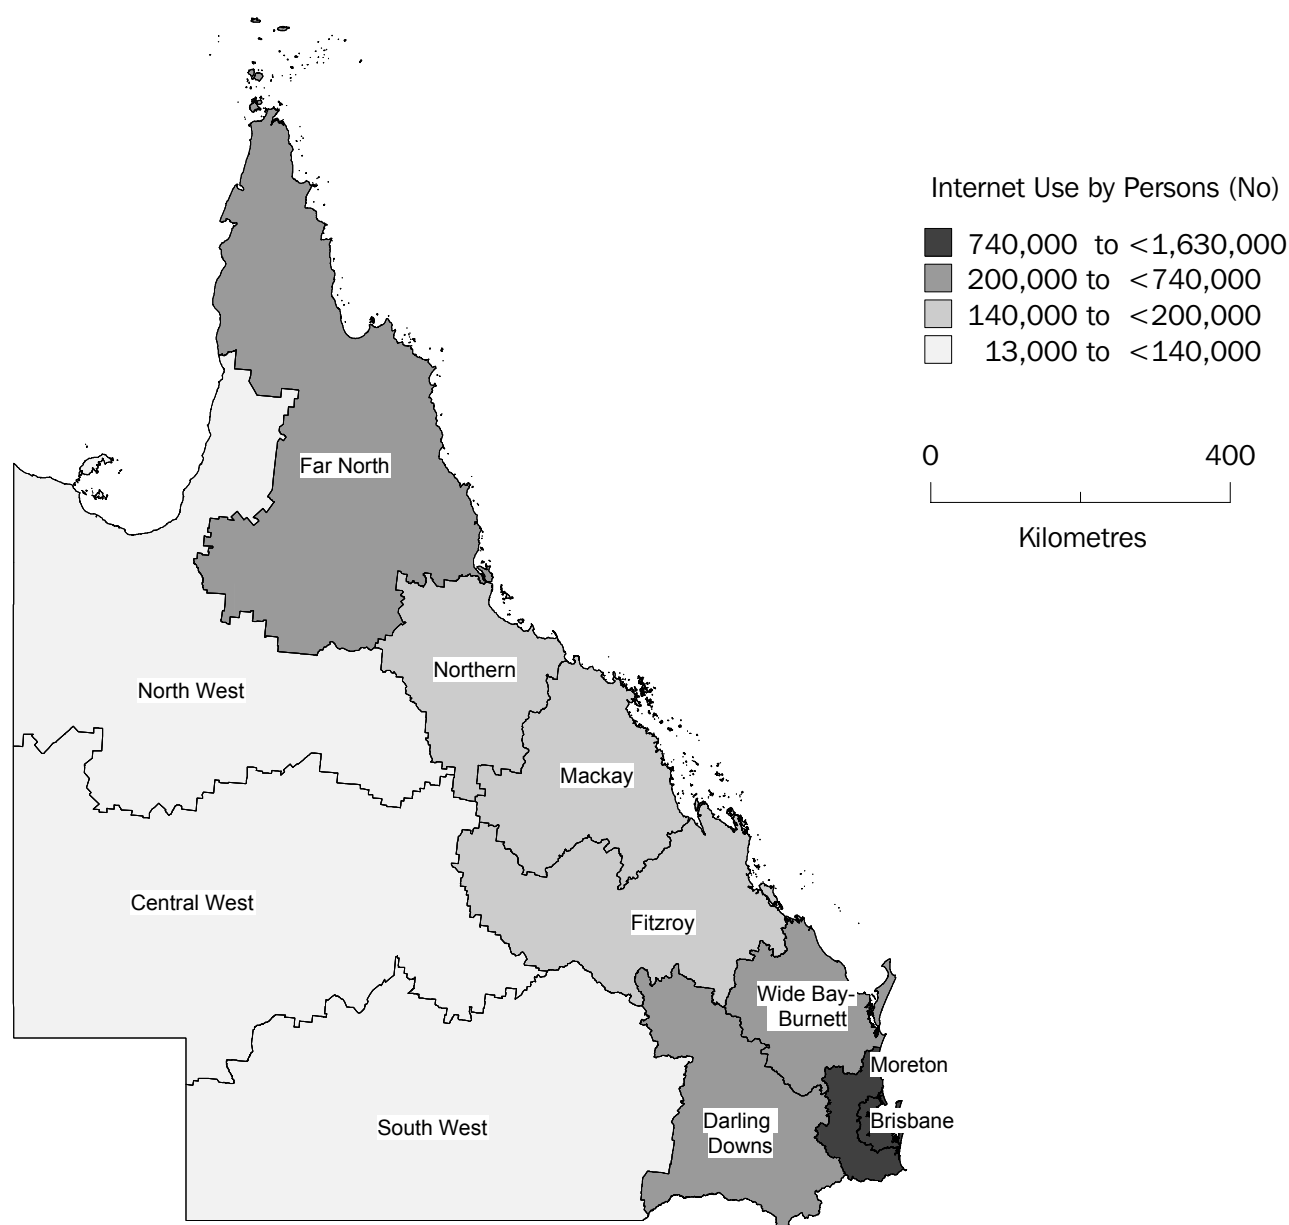 Internet Use by Persons (No)
740,000 to <1,630,000
200,000 to <740,000
140,000 to <200,000
13,000 to <140,000
0 400
Kilometres
Far North
Northern
North West
Mackay
Central West
Fitzroy
Wide Bay-
Burnett
Moreton
Brisbane
Darling
Downs
South West